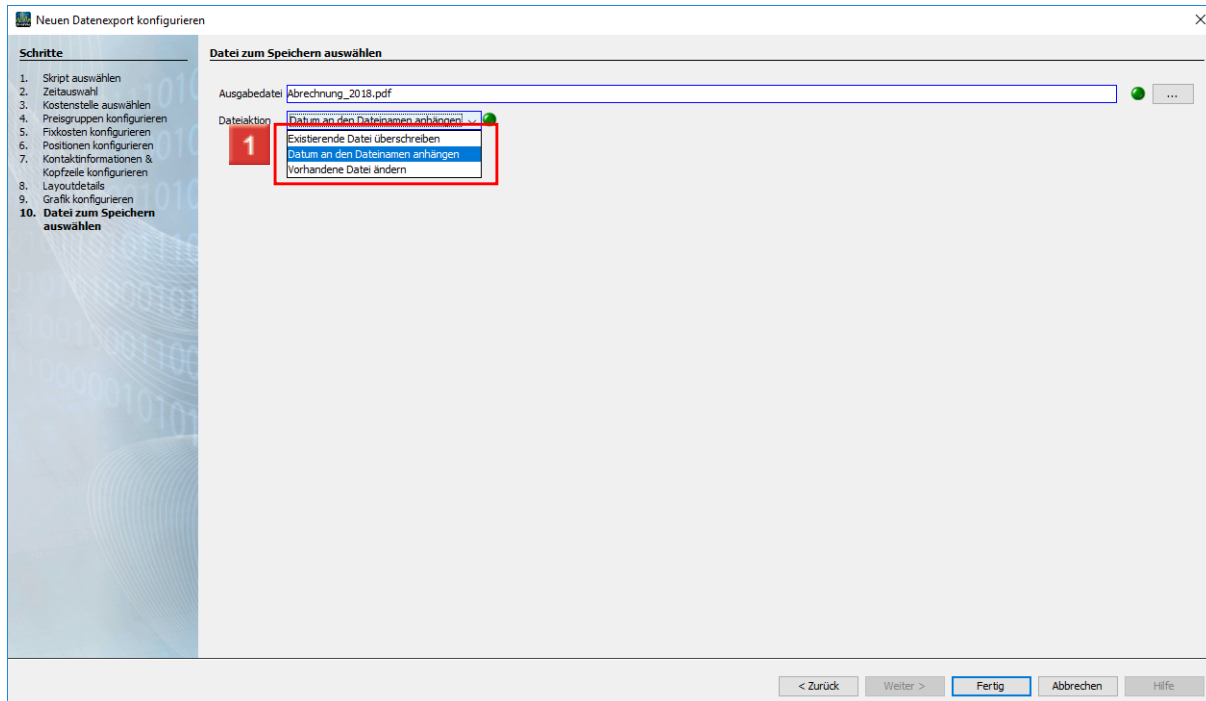 Neuen Datenexport konfigurieren
Schritte
1. Skript auswählen
2. Zeitauswahl
3. Kostenstelle auswählen
4. Preisgruppen konfigurieren
5. Fixkosten konfigurieren
6. Positionen konfigurieren
7. Kontaktinformationen &
Kopfzeile konfigurieren
8. Layoutdetails
9. Grafik konfigurieren
10. Datei zum Speichern
auswählen
Datei zum Speichern auswählen
Ausgabedatei Abrechnung_2018.pdf ...
Dateiaktion Datum an den Dateinamen anhängen
1
Existierende Datei überschreiben
Datum an den Dateinamen anhängen
Vorhandene Datei ändern
< Zurück Weiter > Fertig Abbrechen Hilfe